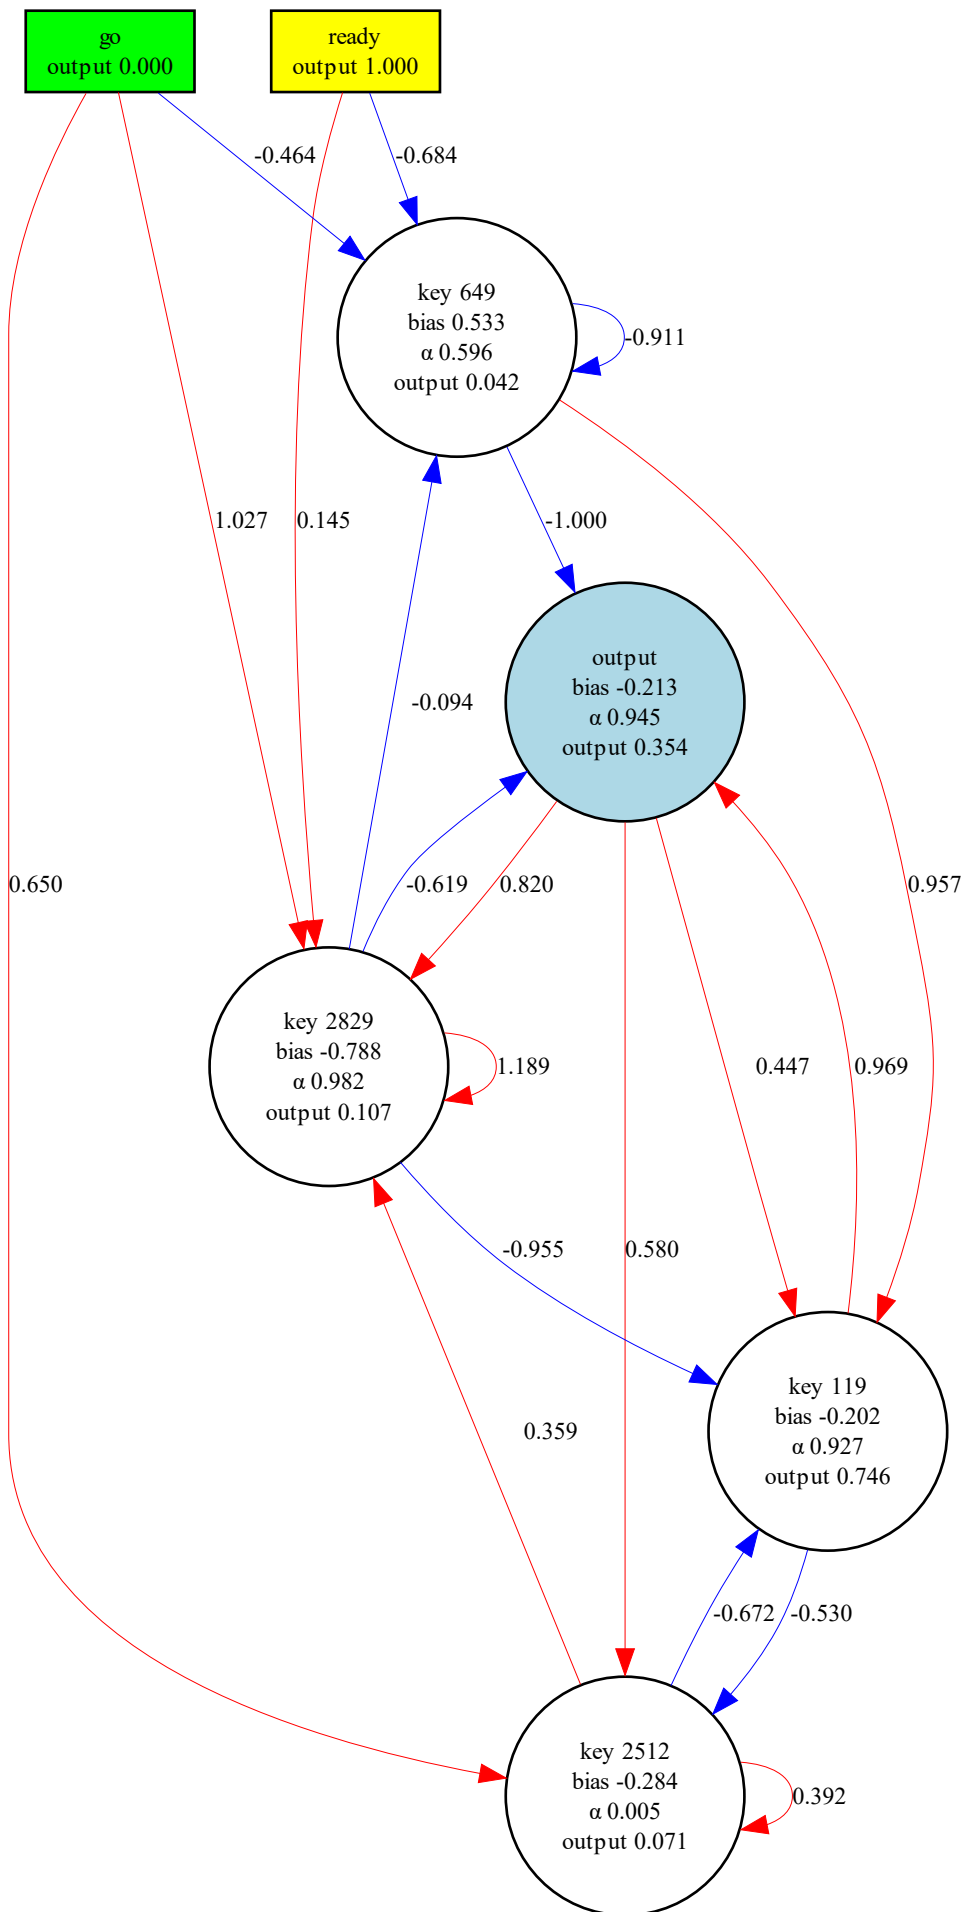 go
output 0.000
ready
output 1.000
-0.464
-0.684
key 649
bias 0.533
α 0.596
output 0.042
-0.911
1.027
0.145
-1.000
output
bias -0.213
α 0.945
output 0.354
-0.094
0.650
-0.619
0.820
0.957
key 2829
bias -0.788
α 0.982
output 0.107
1.189
0.447
0.969
-0.955
0.580
key 119
bias -0.202
α 0.927
output 0.746
0.359
-0.672
-0.530
key 2512
bias -0.284
α 0.005
output 0.071
0.392